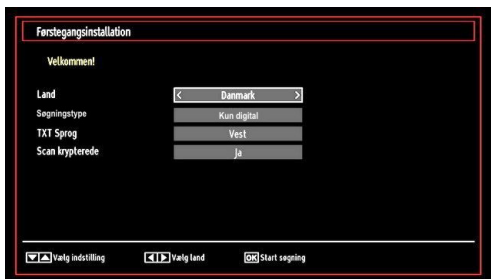 Førstegangsinstallation
Velkommen!
Land < Danmark >
Søgningstype Kun digital
TXT Sprog Vest
Scan krypterede Ja
Vælg indstilling Vælg land OK Start søgning